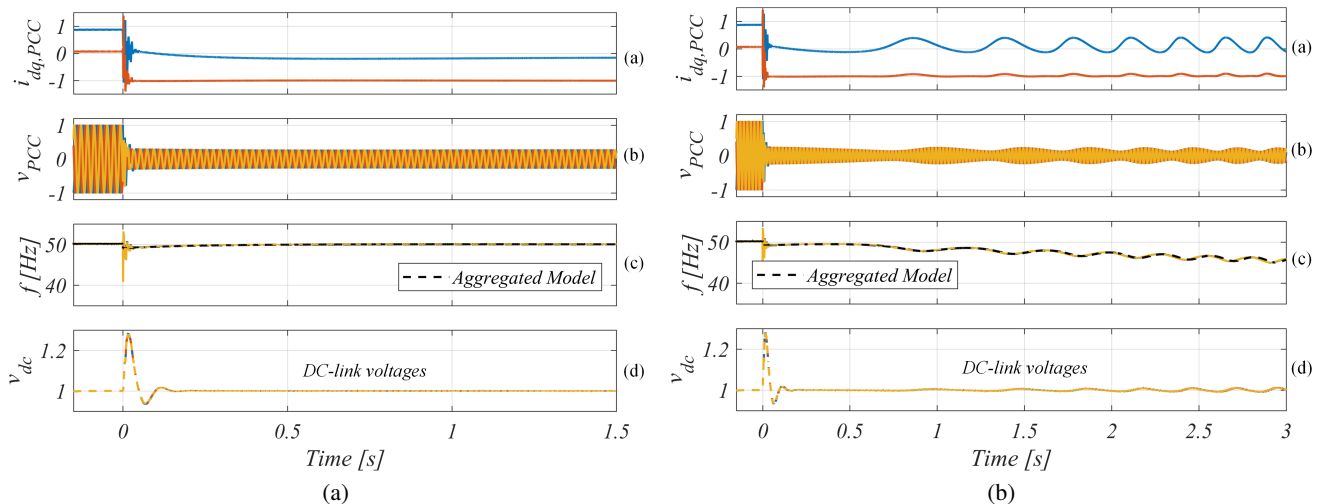 i_dq,PCC
1
0
-1
(a)
v_PCC
1
0
-1
(b)
f [Hz]
50
40
Aggregated Model
(c)
v_dc
1.2
1
DC-link voltages
(d)
0
0.5
1
1.5
Time [s]
(a)
i_dq,PCC
1
0
-1
(a)
v_PCC
1
0
-1
(b)
f [Hz]
50
40
Aggregated Model
(c)
v_dc
1.2
1
DC-link voltages
(d)
0
0.5
1
1.5
2
2.5
3
Time [s]
(b)